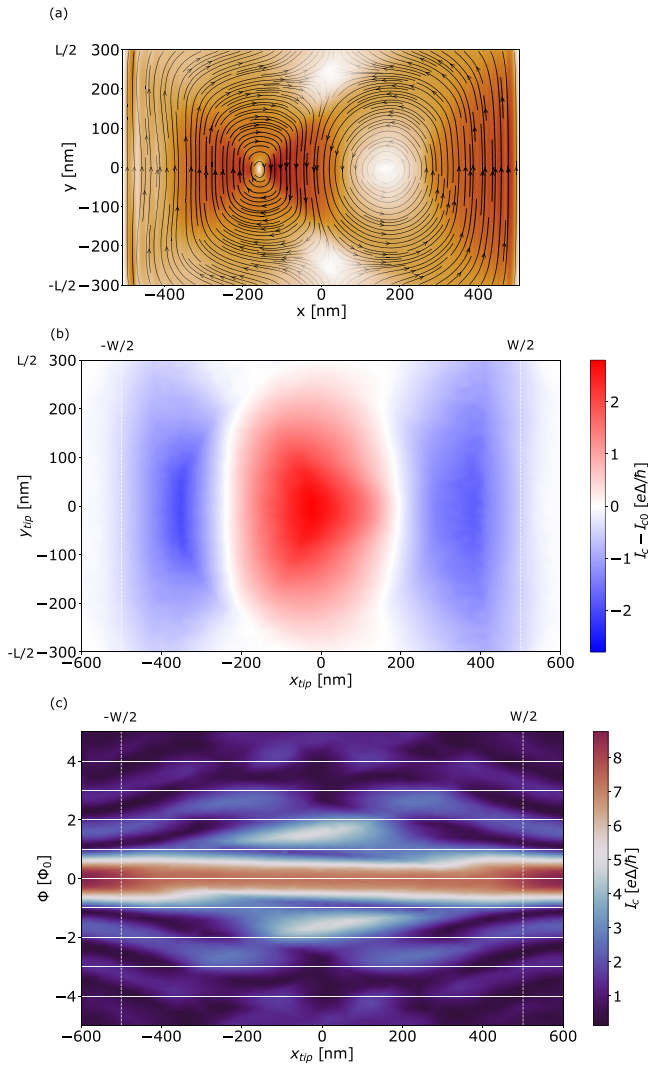 (a)
L/2
300
200
100
0
−100
−200
-L/2
−300
y [nm]
−400 −200 0 200 400
x [nm]
(b)
-W/2 W/2
L/2
300
200
100
0
−100
−200
-L/2
−300
y_tip [nm]
−600 −400 −200 0 200 400 600
x_tip [nm]
2
1
0
−1
−2
I_c − I_c0 [eΔ/ħ]
(c)
-W/2 W/2
4
2
0
−2
−4
Φ [Φ₀]
−600 −400 −200 0 200 400 600
x_tip [nm]
8
7
6
5
4
3
2
1
I_c [eΔ/ħ]